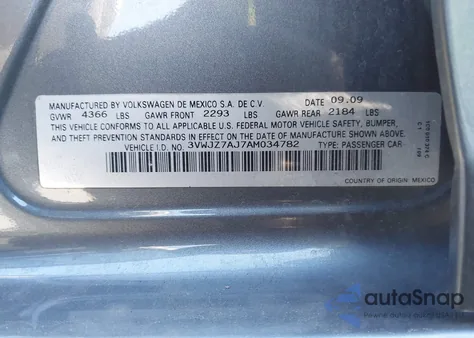 MANUFACTURED BY VOLKSWAGEN DE MEXICO S.A. DE C.V. DATE 09.09
GVWR 4366 LBS GAWR FRONT 2293 LBS GAWR REAR 2184 LBS
THIS VEHICLE CONFORMS TO ALL APPLICABLE U.S. FEDERAL MOTOR VEHICLE SAFETY, BUMPER,
AND THEFT PREVENTION STANDARDS IN EFFECT ON THE DATE OF MANUFACTURE SHOWN ABOVE.
VEHICLE I.D. NO.: 3VWJZ7AJ7AM034782 TYPE: PASSENGER CAR
COUNTRY OF ORIGIN: MEXICO
autoSnap